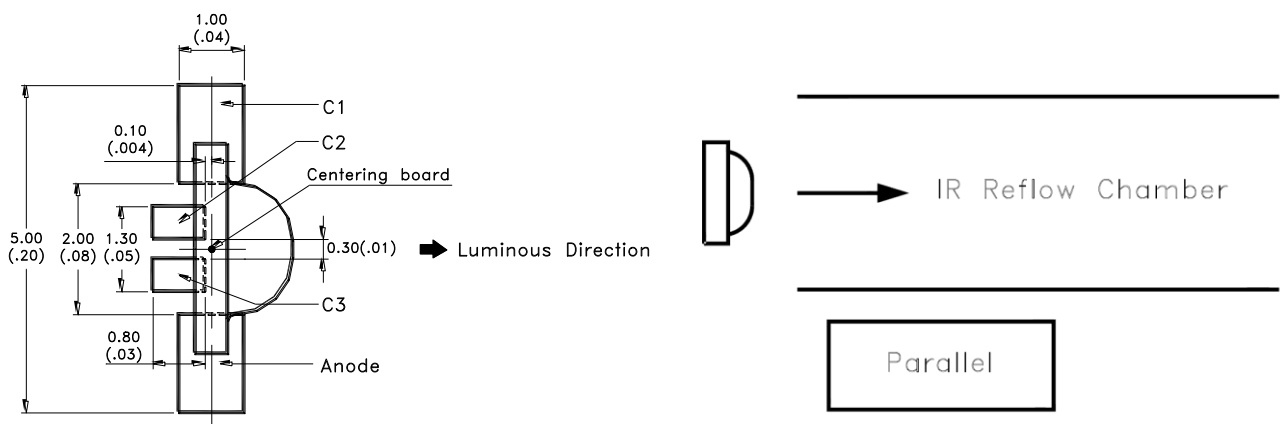 1.00
(.04)
C1
0.10
(.004)
C2
Centering board
5.00
(.20)
2.00
(.08)
1.30
(.05)
0.30(.01)
Luminous Direction
C3
0.80
(.03)
Anode
IR Reflow Chamber
Parallel